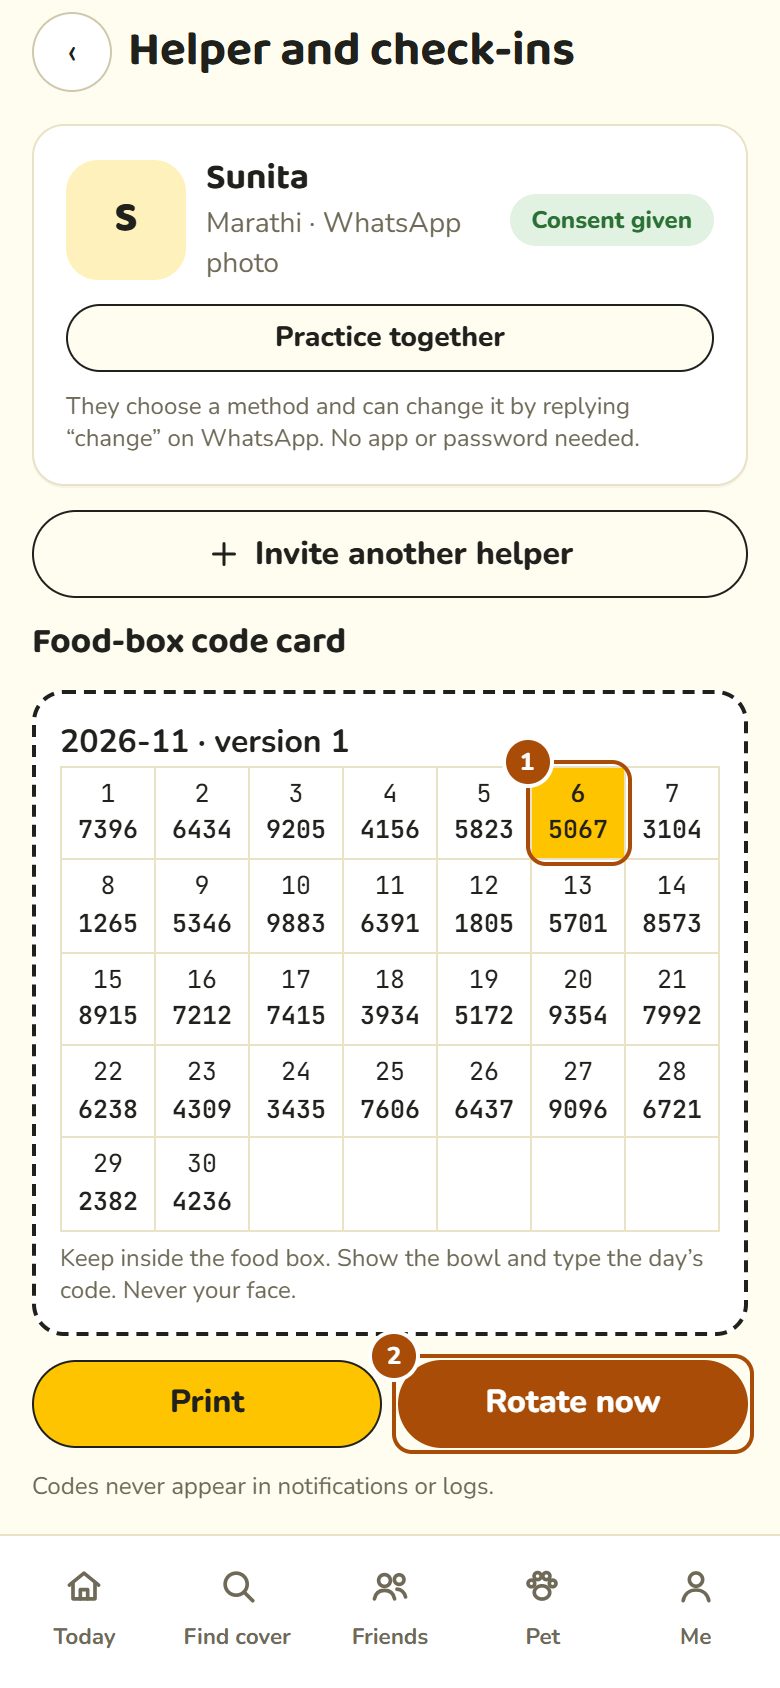 ‹ Helper and check-ins
S
Sunita
Marathi · WhatsApp
photo
Consent given
Practice together
They choose a method and can change it by replying
“change” on WhatsApp. No app or password needed.
+ Invite another helper
Food-box code card
2026-11 · version 1
1
1 2 3 4 5 6 7
7396 6434 9205 4156 5823 5067 3104
8 9 10 11 12 13 14
1265 5346 9883 6391 1805 5701 8573
15 16 17 18 19 20 21
8915 7212 7415 3934 5172 9354 7992
22 23 24 25 26 27 28
6238 4309 3435 7606 6437 9096 6721
29 30
2382 4236
Keep inside the food box. Show the bowl and type the day’s
code. Never your face.
2
Print Rotate now
Codes never appear in notifications or logs.
Today Find cover Friends Pet Me